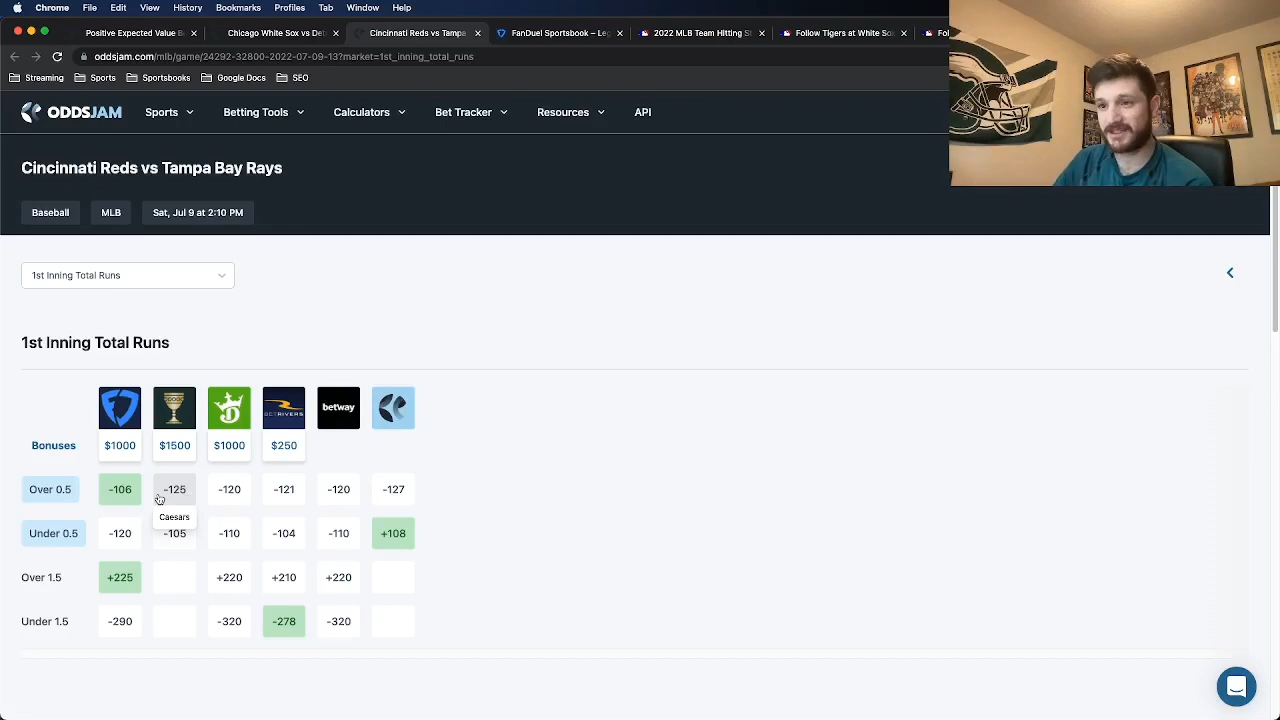 Chrome File Edit View History Bookmarks Profiles Tab Window Help
Positive Expected Value B Chicago White Sox vs Det Cincinnati Reds vs Tampa FanDuel Sportsbook – Leg 2022 MLB Team Hitting St Follow Tigers at White Sox Fol
oddsjam.com/mlb/game/24292-32800-2022-07-09-13?market=1st_inning_total_runs
Streaming Sports Sportsbooks Google Docs SEO
ODDSJAM Sports Betting Tools Calculators Bet Tracker Resources API
Cincinnati Reds vs Tampa Bay Rays
Baseball MLB Sat, Jul 9 at 2:10 PM
1st Inning Total Runs
1st Inning Total Runs
BETRIVERS betway
Bonuses $1000 $1500 $1000 $250
Over 0.5 -106 -125 -120 -121 -120 -127
Caesars
Under 0.5 -120 -105 -110 -104 -110 +108
Over 1.5 +225 +220 +210 +220
Under 1.5 -290 -320 -278 -320